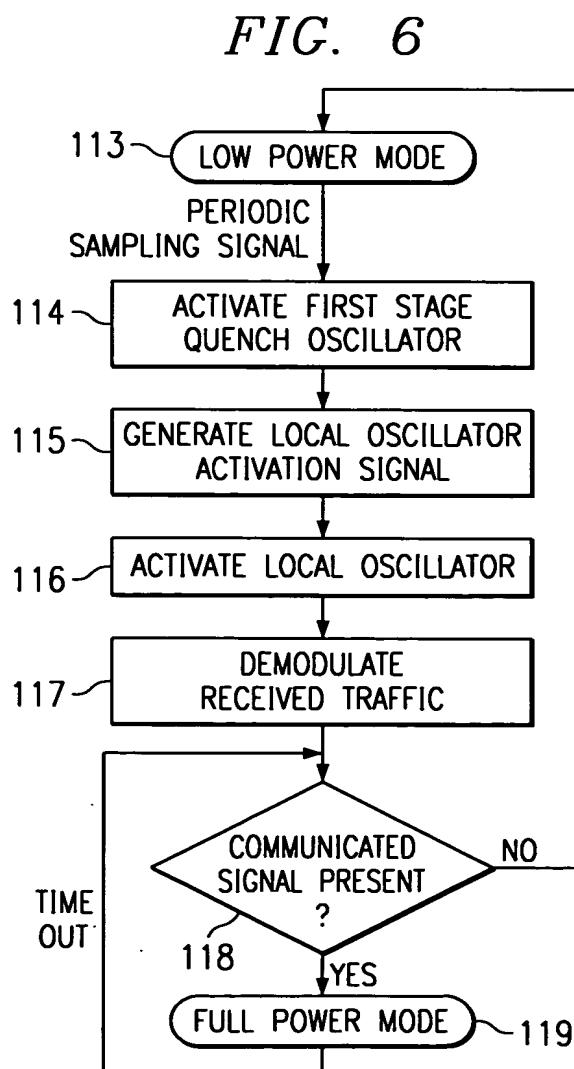 FIG. 6
113
LOW POWER MODE
PERIODIC
SAMPLING SIGNAL
114
ACTIVATE FIRST STAGE
QUENCH OSCILLATOR
115
GENERATE LOCAL OSCILLATOR
ACTIVATION SIGNAL
116
ACTIVATE LOCAL OSCILLATOR
117
DEMODULATE
RECEIVED TRAFFIC
COMMUNICATED
SIGNAL PRESENT
?
NO
TIME
OUT
118
YES
FULL POWER MODE
119